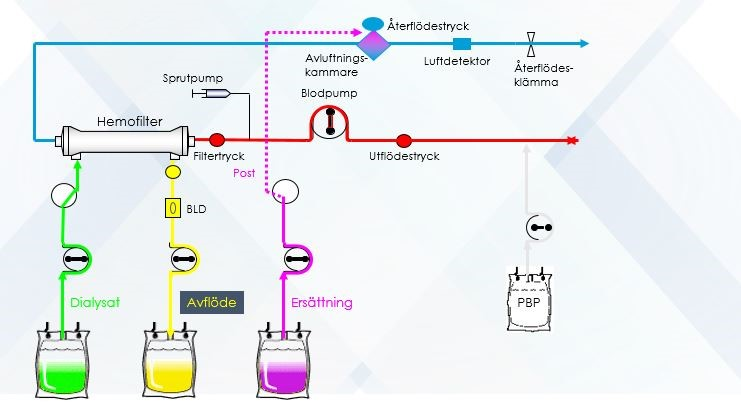 Återflödestryck
Avluftnings-
kammare
Luftdetektor
Återflödes-
klämma
Sprutpump
Blodpump
Hemofilter
Filtertryck
Utflödestryck
Post
BLD
Dialysat
Avflöde
Ersättning
PBP